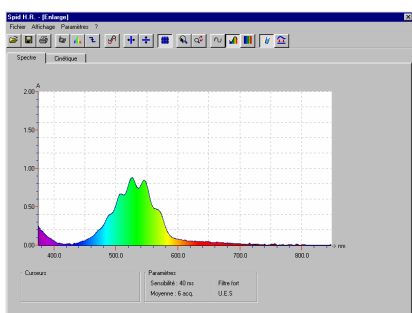 Spid H.R. - [Enlarge]
Fichier Affichage Paramètres ?
Spectre Cinétique
A
2.00
1.50
1.00
0.50
0.00
400.0 500.0 600.0 700.0 800.0 nm
Curseurs
Paramètres
Sensibilité : 40 ms Filtre fort
Moyenne : 6 acq. U.E.S